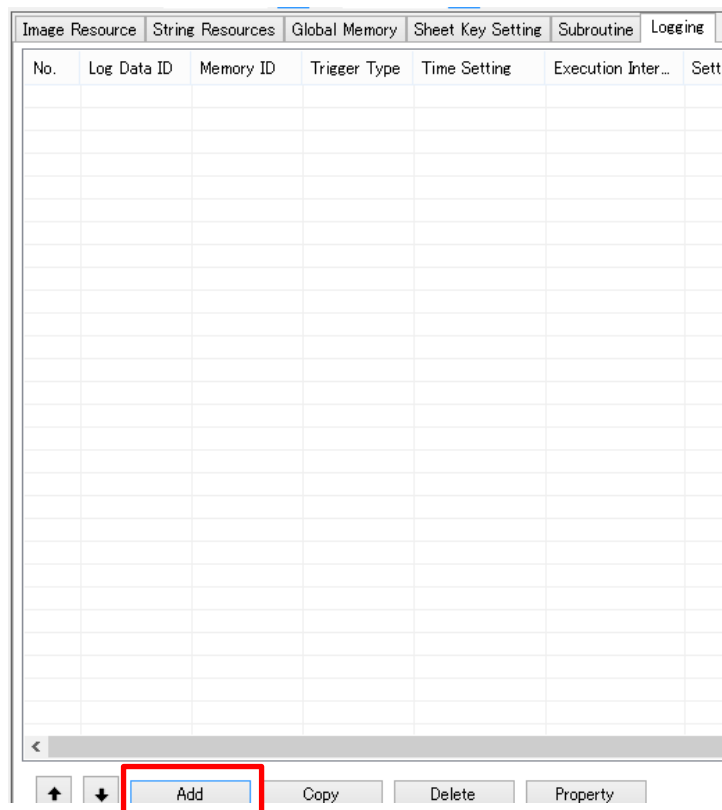 Image Resource String Resources Global Memory Sheet Key Setting Subroutine Logging
No. Log Data ID Memory ID Trigger Type Time Setting Execution Inter... Sett
Add Copy Delete Property